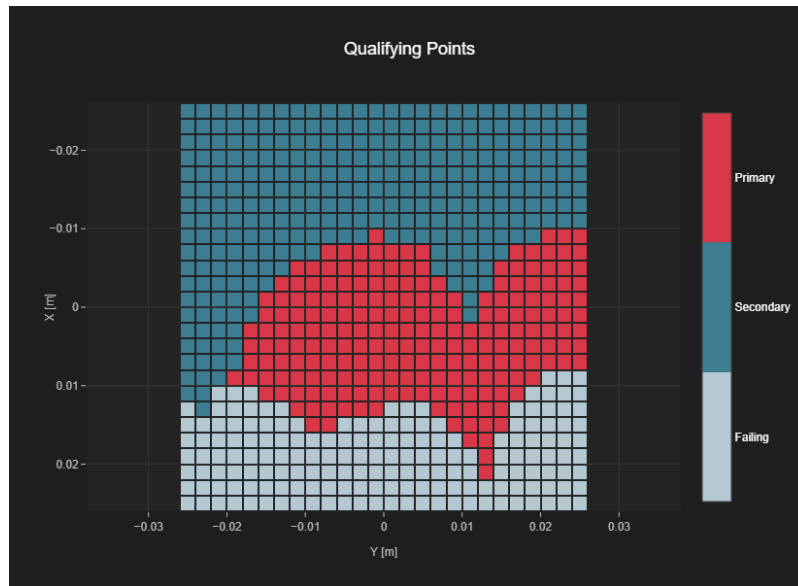 Qualifying Points
−0.02
−0.01
0
0.01
0.02
X [m]
−0.03
−0.02
−0.01
0
0.01
0.02
0.03
Y [m]
Primary
Secondary
Failing